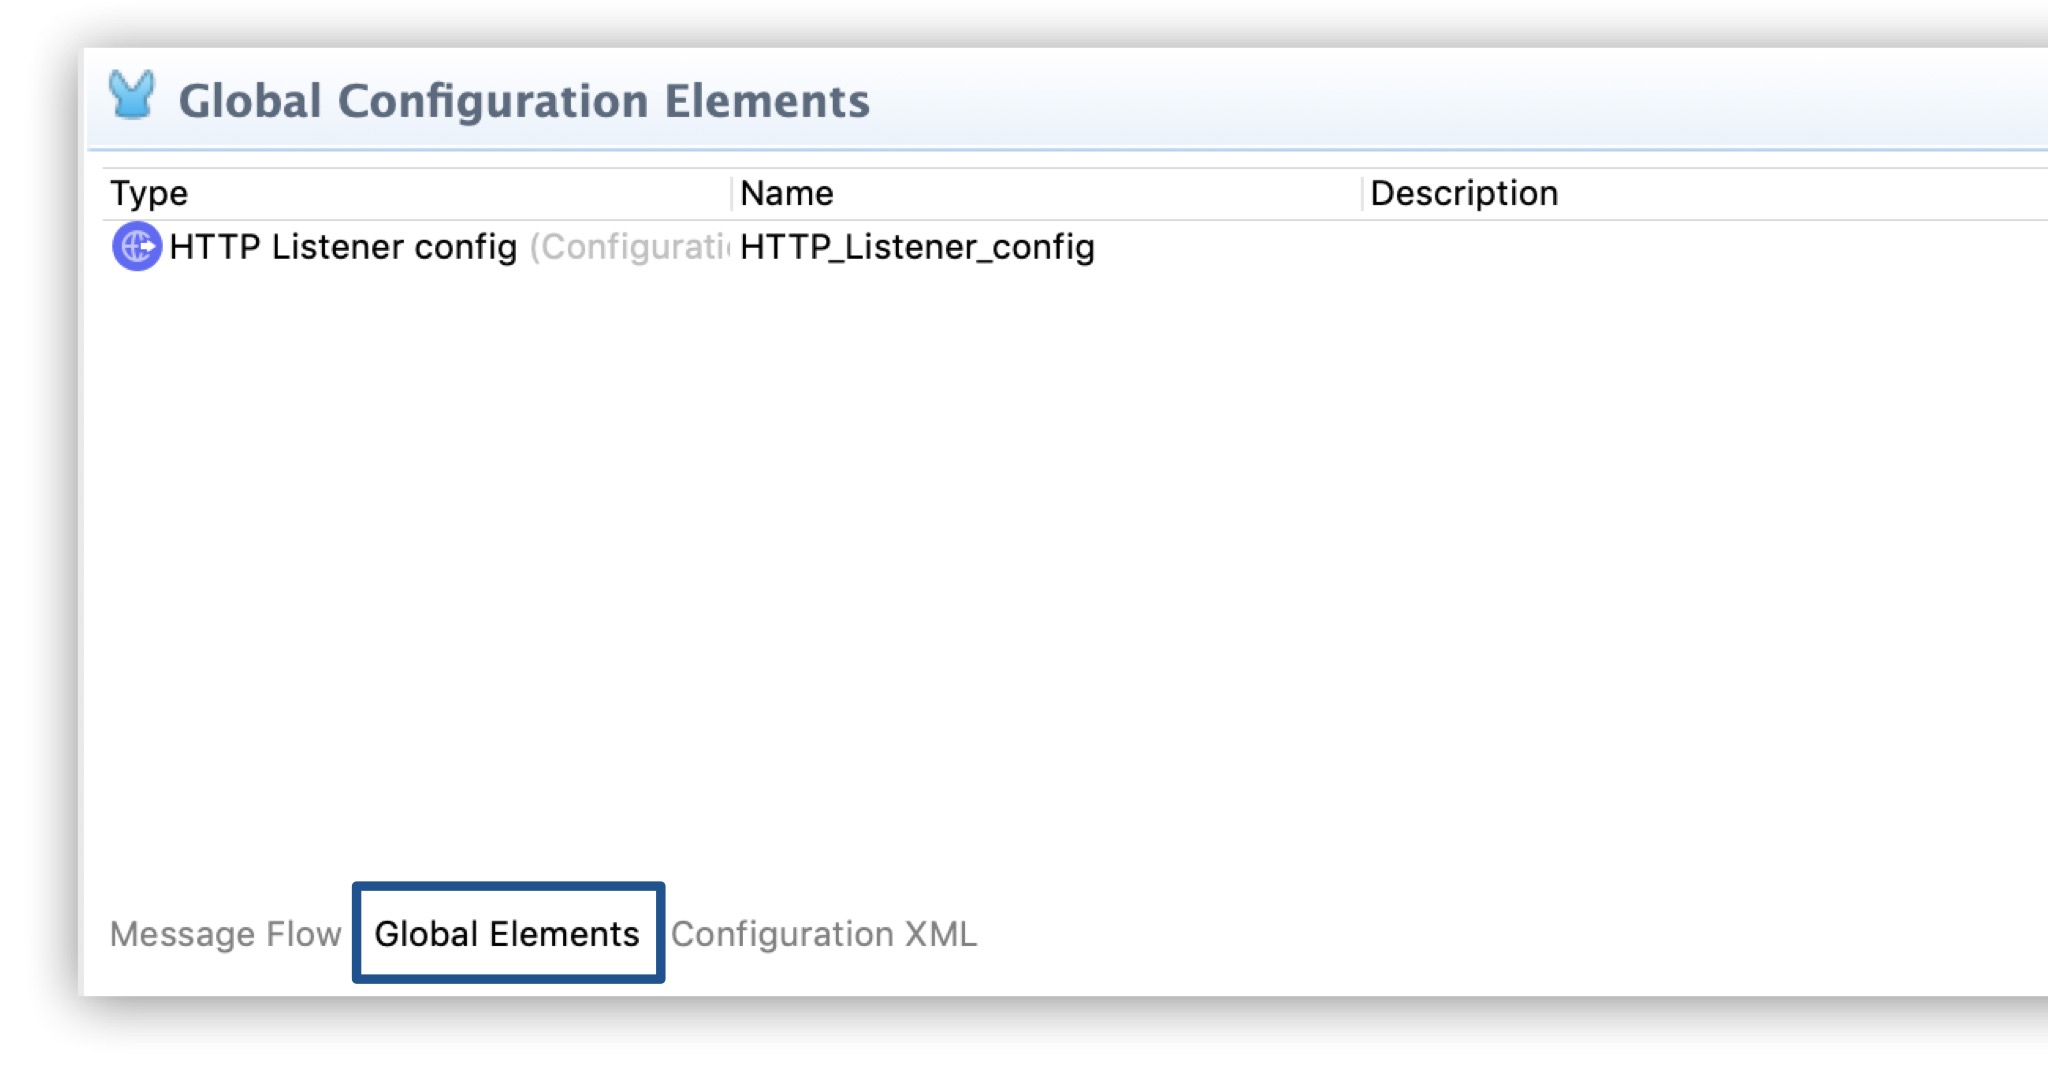 Global Configuration Elements
Type Name Description
HTTP Listener config (Configurati HTTP_Listener_config
Message Flow Global Elements Configuration XML